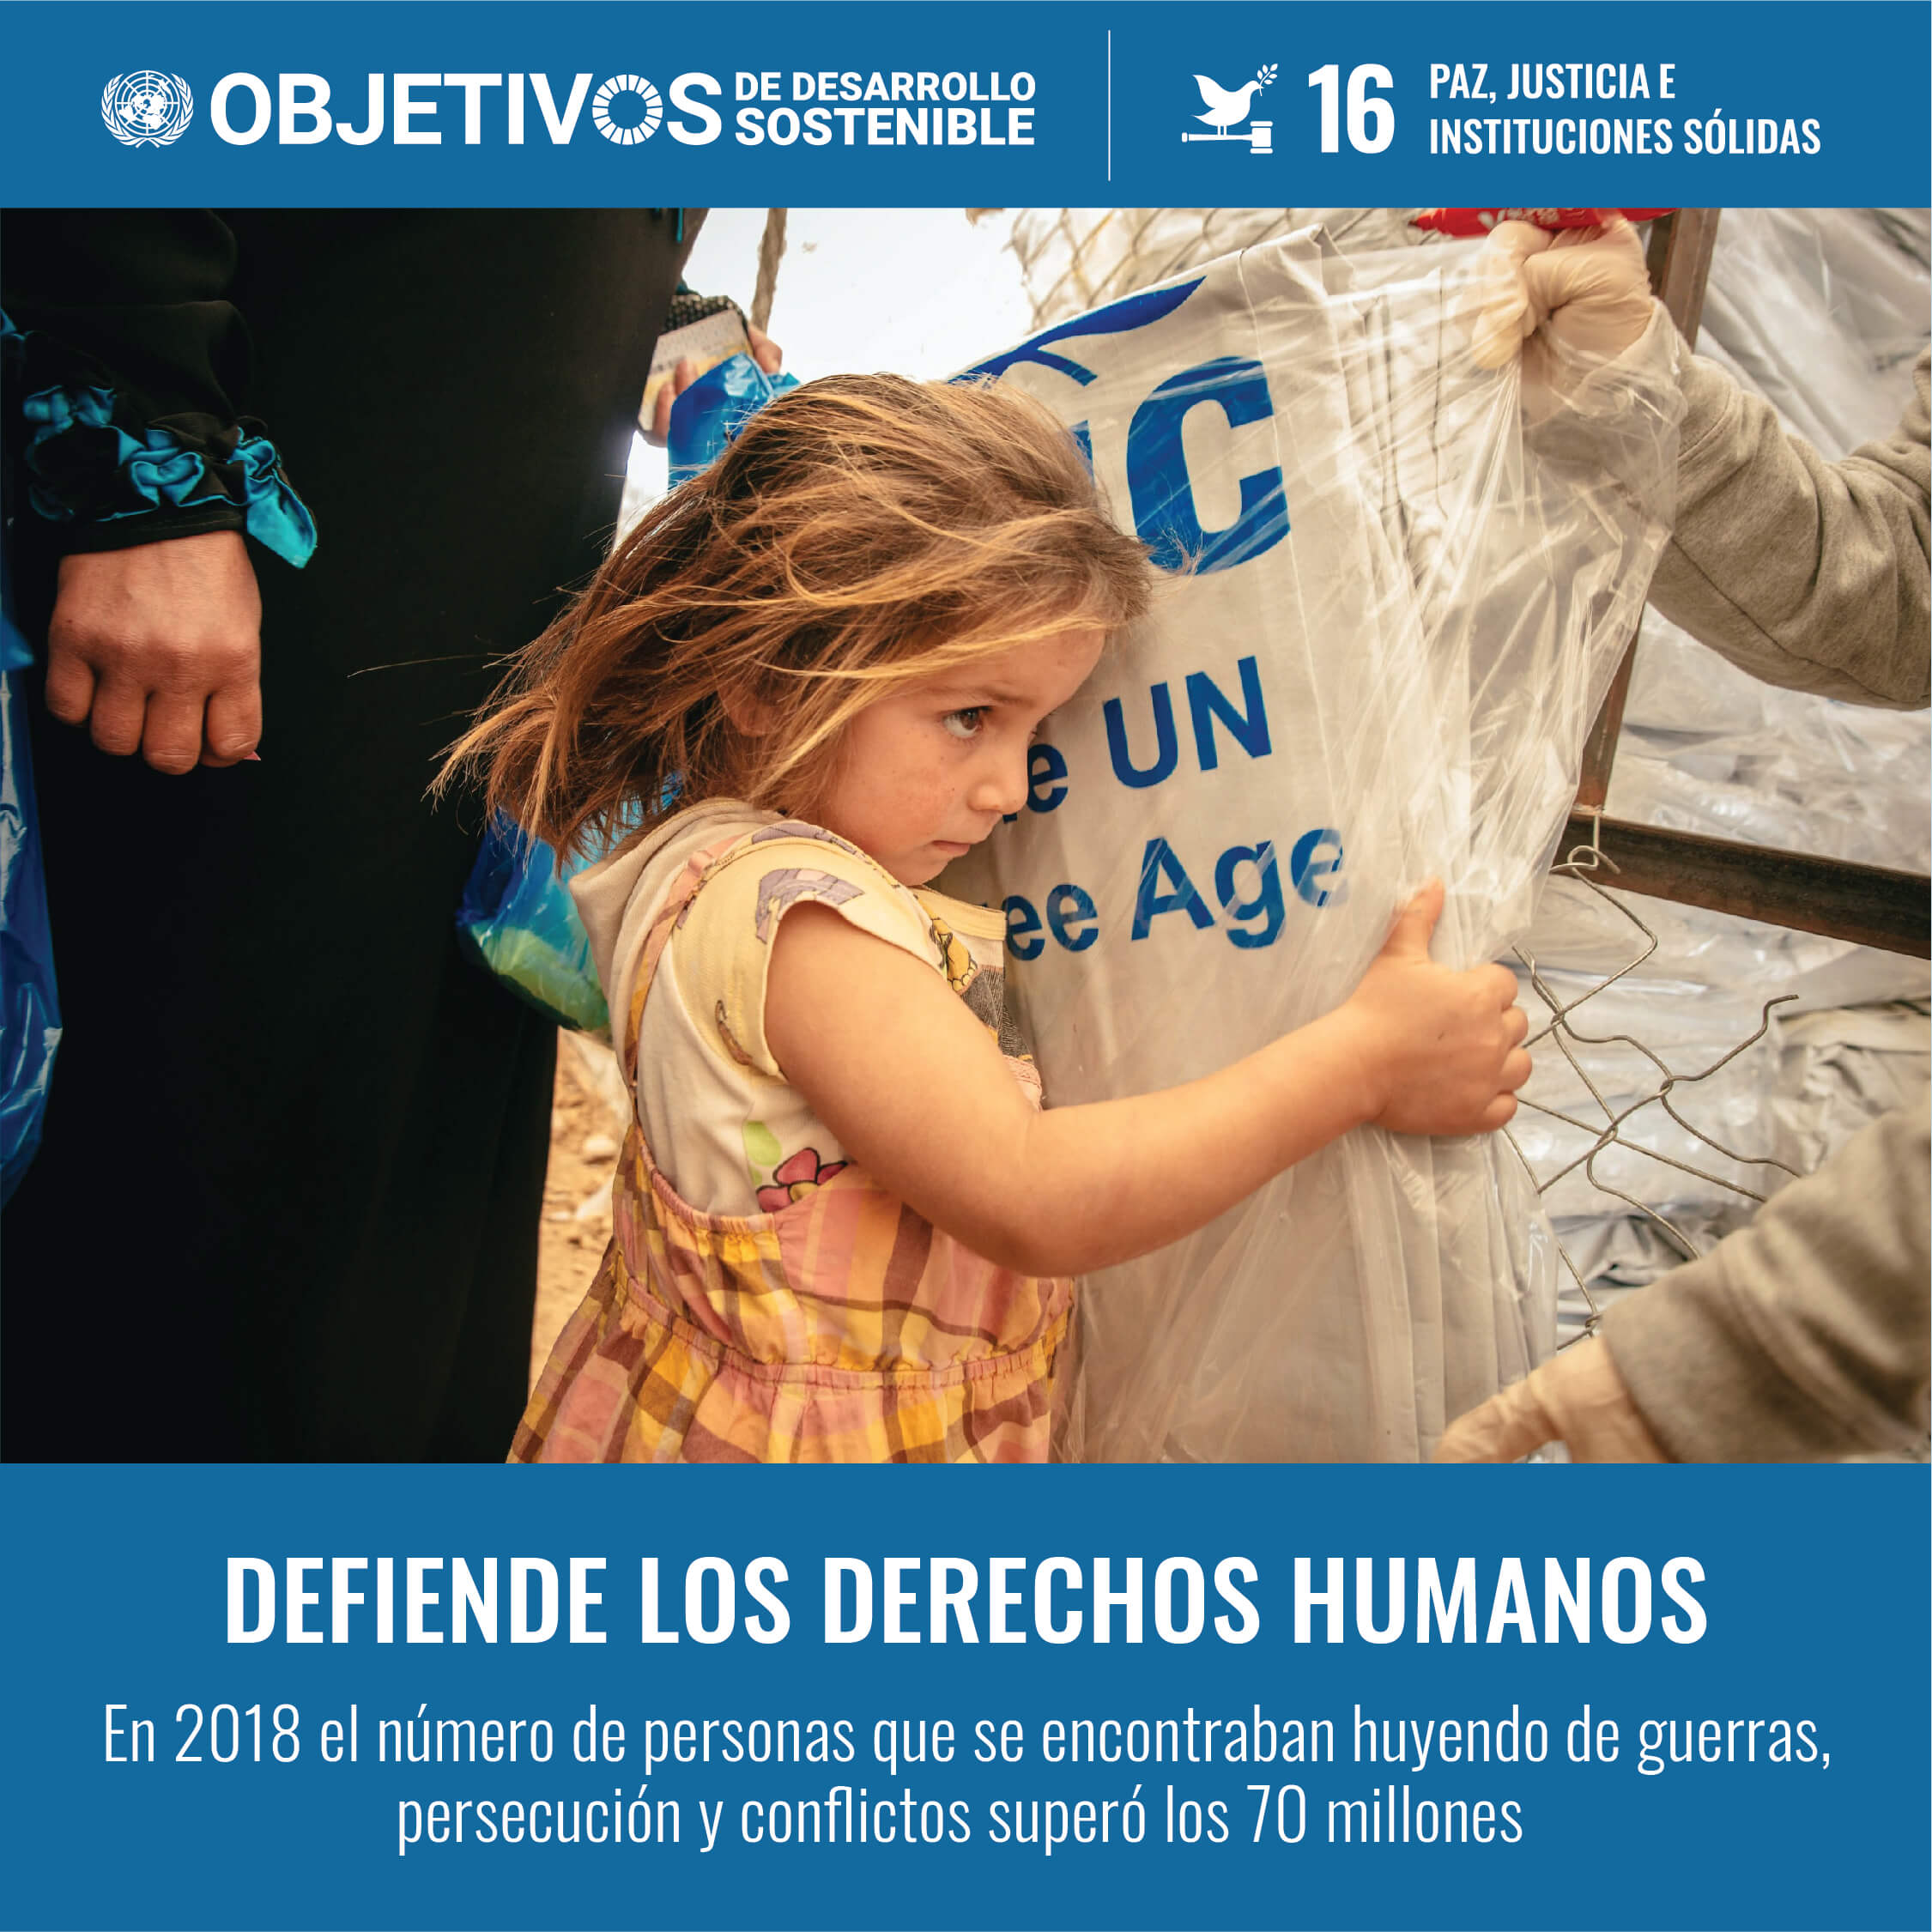 OBJETIVOS DE DESARROLLO
SOSTENIBLE
16 PAZ, JUSTICIA E
INSTITUCIONES SÓLIDAS
C
e UN
ee Age
DEFIENDE LOS DERECHOS HUMANOS
En 2018 el número de personas que se encontraban huyendo de guerras,
persecución y conflictos superó los 70 millones